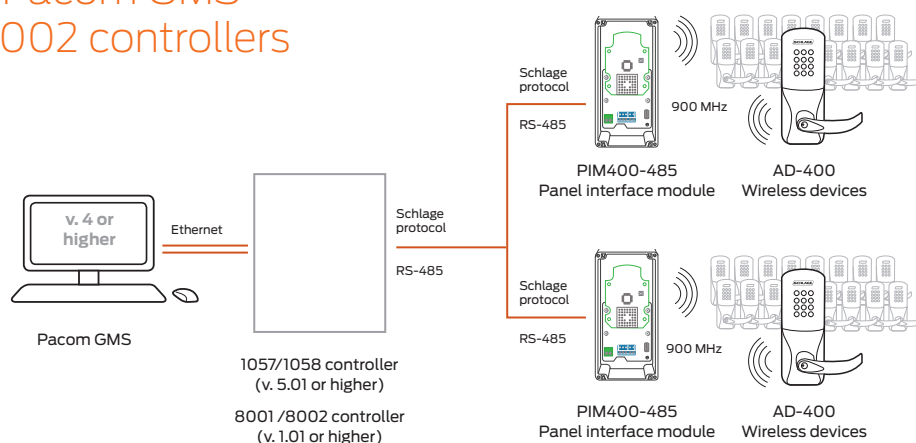 Pacom GMS
002 controllers
v. 4 or
higher
Pacom GMS
Ethernet
1057/1058 controller
(v. 5.01 or higher)
8001 /8002 controller
(v. 1.01 or higher)
Schlage
protocol
RS-485
Schlage
protocol
RS-485
900 MHz
SCHLAGE
PIM400-485
Panel interface module
AD-400
Wireless devices
Schlage
protocol
RS-485
900 MHz
SCHLAGE
PIM400-485
Panel interface module
AD-400
Wireless devices